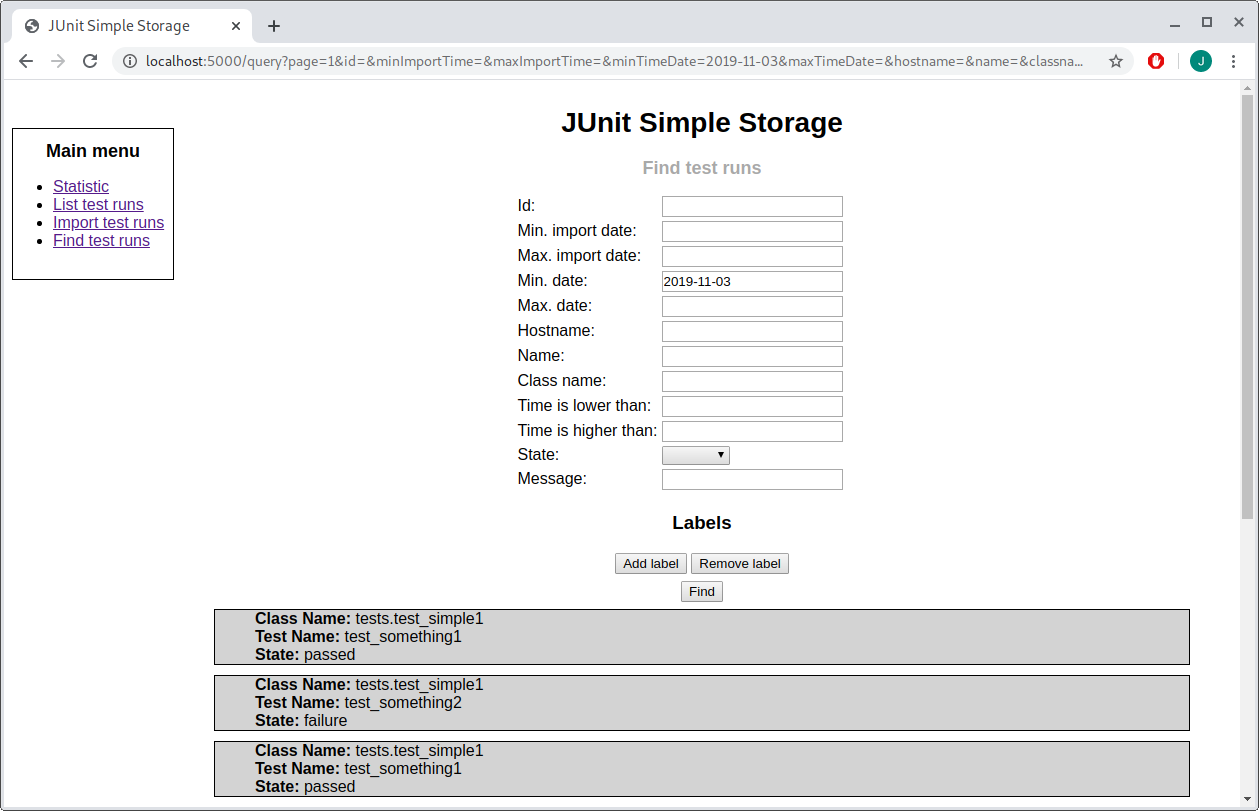 JUnit Simple Storage
localhost:5000/query?page=1&id=&minImportTime=&maxImportTime=&minTimeDate=2019-11-03&maxTimeDate=&hostname=&name=&classna...
J
JUnit Simple Storage
Main menu
Statistic
List test runs
Import test runs
Find test runs
Find test runs
Id:
Min. import date:
Max. import date:
Min. date: 2019-11-03
Max. date:
Hostname:
Name:
Class name:
Time is lower than:
Time is higher than:
State:
Message:
Labels
Add label Remove label
Find
Class Name: tests.test_simple1
Test Name: test_something1
State: passed
Class Name: tests.test_simple1
Test Name: test_something2
State: failure
Class Name: tests.test_simple1
Test Name: test_something1
State: passed